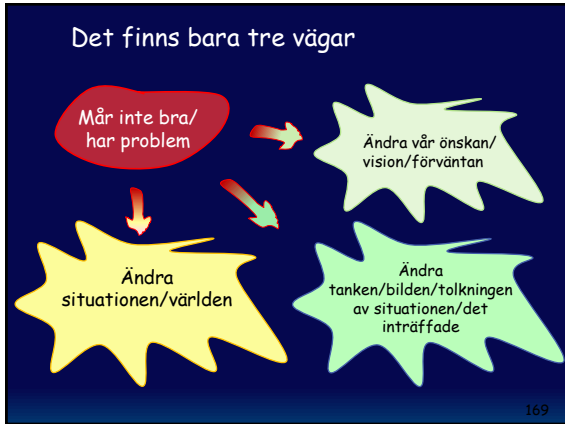 Det finns bara tre vägar
Mår inte bra/
har problem
Ändra vår önskan/
vision/förväntan
Ändra
situationen/världen
Ändra
tanken/bilden/tolkningen
av situationen/det
inträffade
169